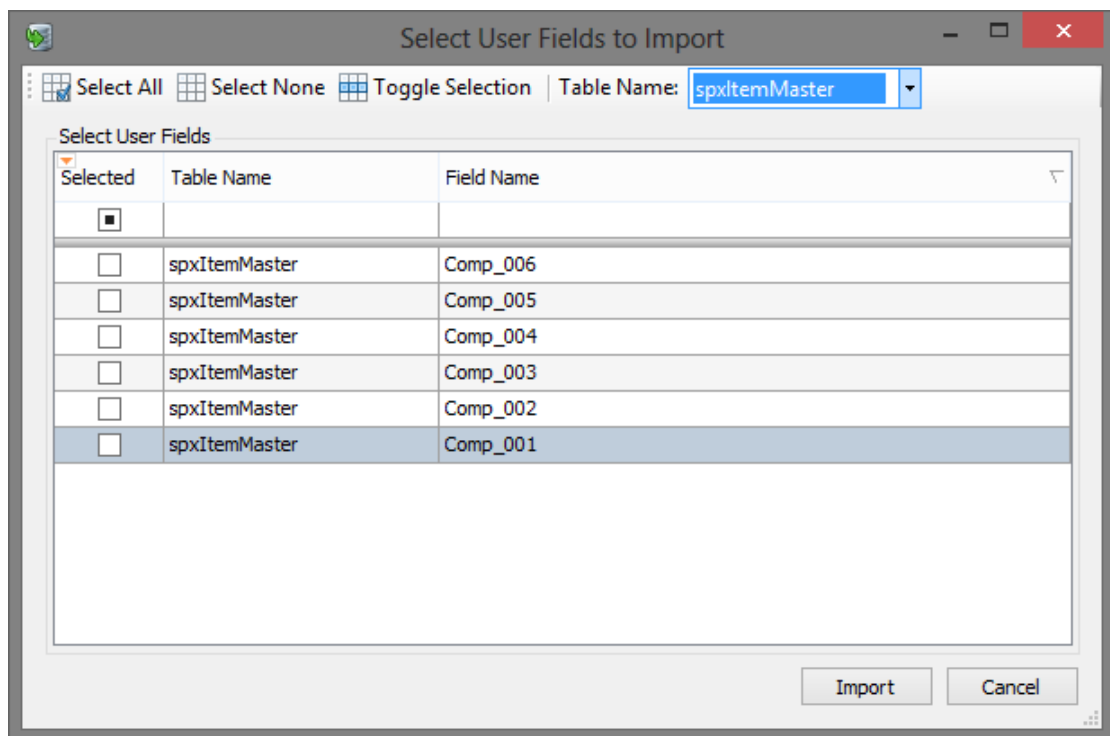 Select User Fields to Import
Select All Select None Toggle Selection Table Name: spxItemMaster
Select User Fields
Selected Table Name Field Name
spxItemMaster Comp_006
spxItemMaster Comp_005
spxItemMaster Comp_004
spxItemMaster Comp_003
spxItemMaster Comp_002
spxItemMaster Comp_001
Import Cancel